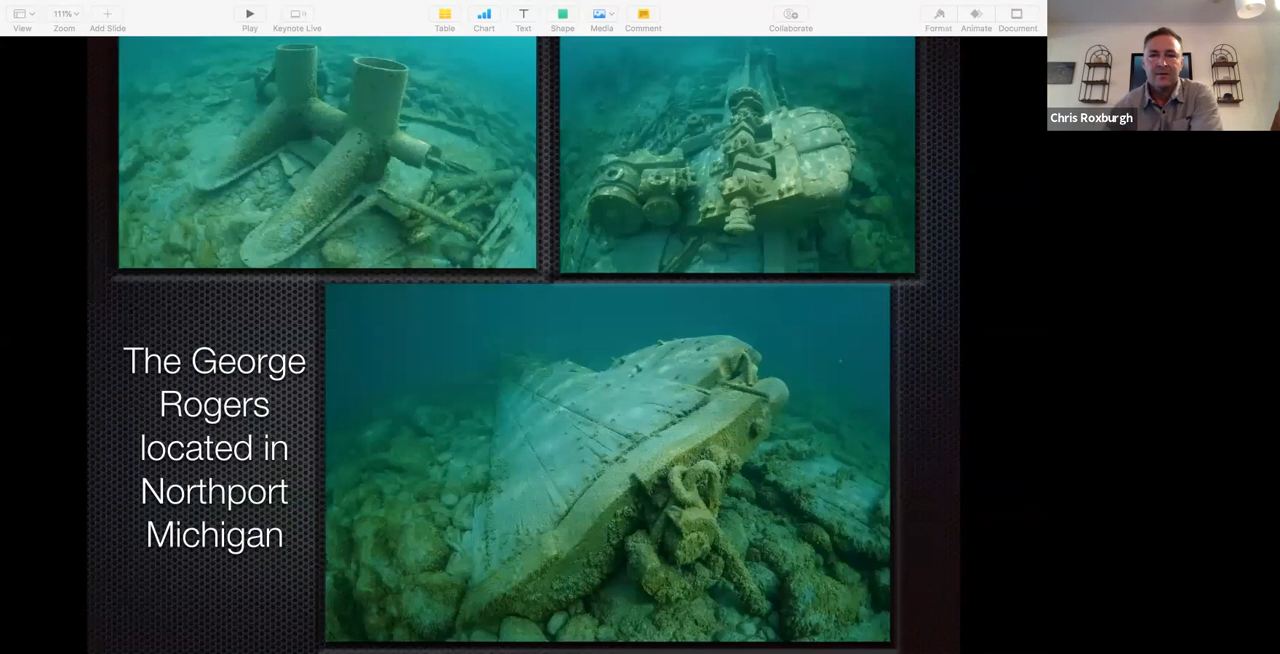 111%
View
Zoom
Add Slide
Play
Keynote Live
Table
Chart
Text
Shape
Media
Comment
Collaborate
Format
Animate
Document
Chris Roxburgh
The George
Rogers
located in
Northport
Michigan